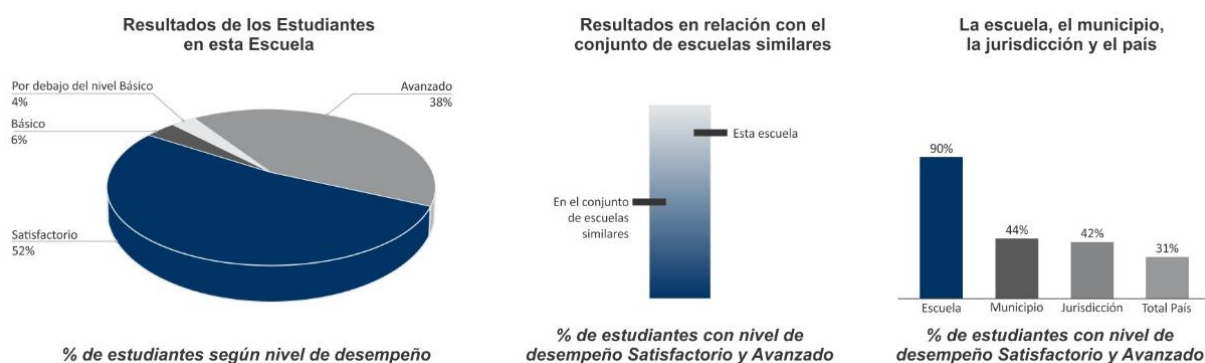 Resultados de los Estudiantes
en esta Escuela
Por debajo del nivel Básico
4%
Básico
6%
Avanzado
38%
Satisfactorio
52%
% de estudiantes según nivel de desempeño
Resultados en relación con el
conjunto de escuelas similares
Esta escuela
En el conjunto
de escuelas
similares
% de estudiantes con nivel de
desempeño Satisfactorio y Avanzado
La escuela, el municipio,
la jurisdicción y el país
90%
44%
42%
31%
Escuela
Municipio
Jurisdicción
Total País
% de estudiantes con nivel de
desempeño Satisfactorio y Avanzado